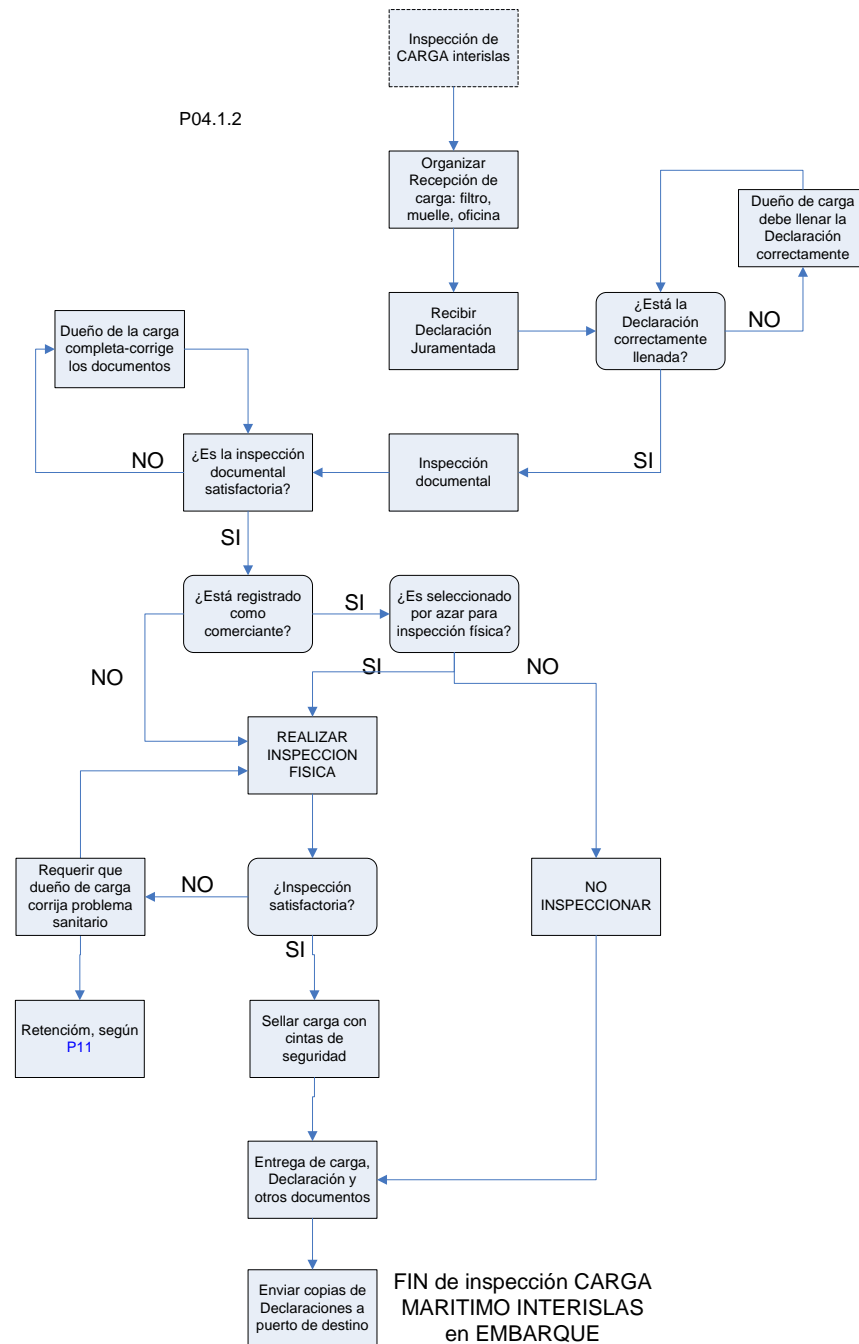 Inspección de
CARGA interislas
P04.1.2
Organizar
Recepción de
carga: filtro,
muelle, oficina
Dueño de carga
debe llenar la
Declaración
correctamente
Recibir
Declaración
Juramentada
¿Está la
Declaración
correctamente
llenada?
NO
Dueño de la carga
completa-corrige
los documentos
NO
¿Es la inspección
documental
satisfactoria?
Inspección
documental
SI
SI
¿Está registrado
como
comerciante?
SI
¿Es seleccionado
por azar para
inspección física?
NO
SI
NO
REALIZAR
INSPECCION
FISICA
Requerir que
dueño de carga
corrija problema
sanitario
NO
¿Inspección
satisfactoria?
NO
INSPECCIONAR
SI
Retencióm, según
P11
Sellar carga con
cintas de
seguridad
Entrega de carga,
Declaración y
otros documentos
Enviar copias de
Declaraciones a
puerto de destino
FIN de inspección CARGA
MARITIMO INTERISLAS
en EMBARQUE